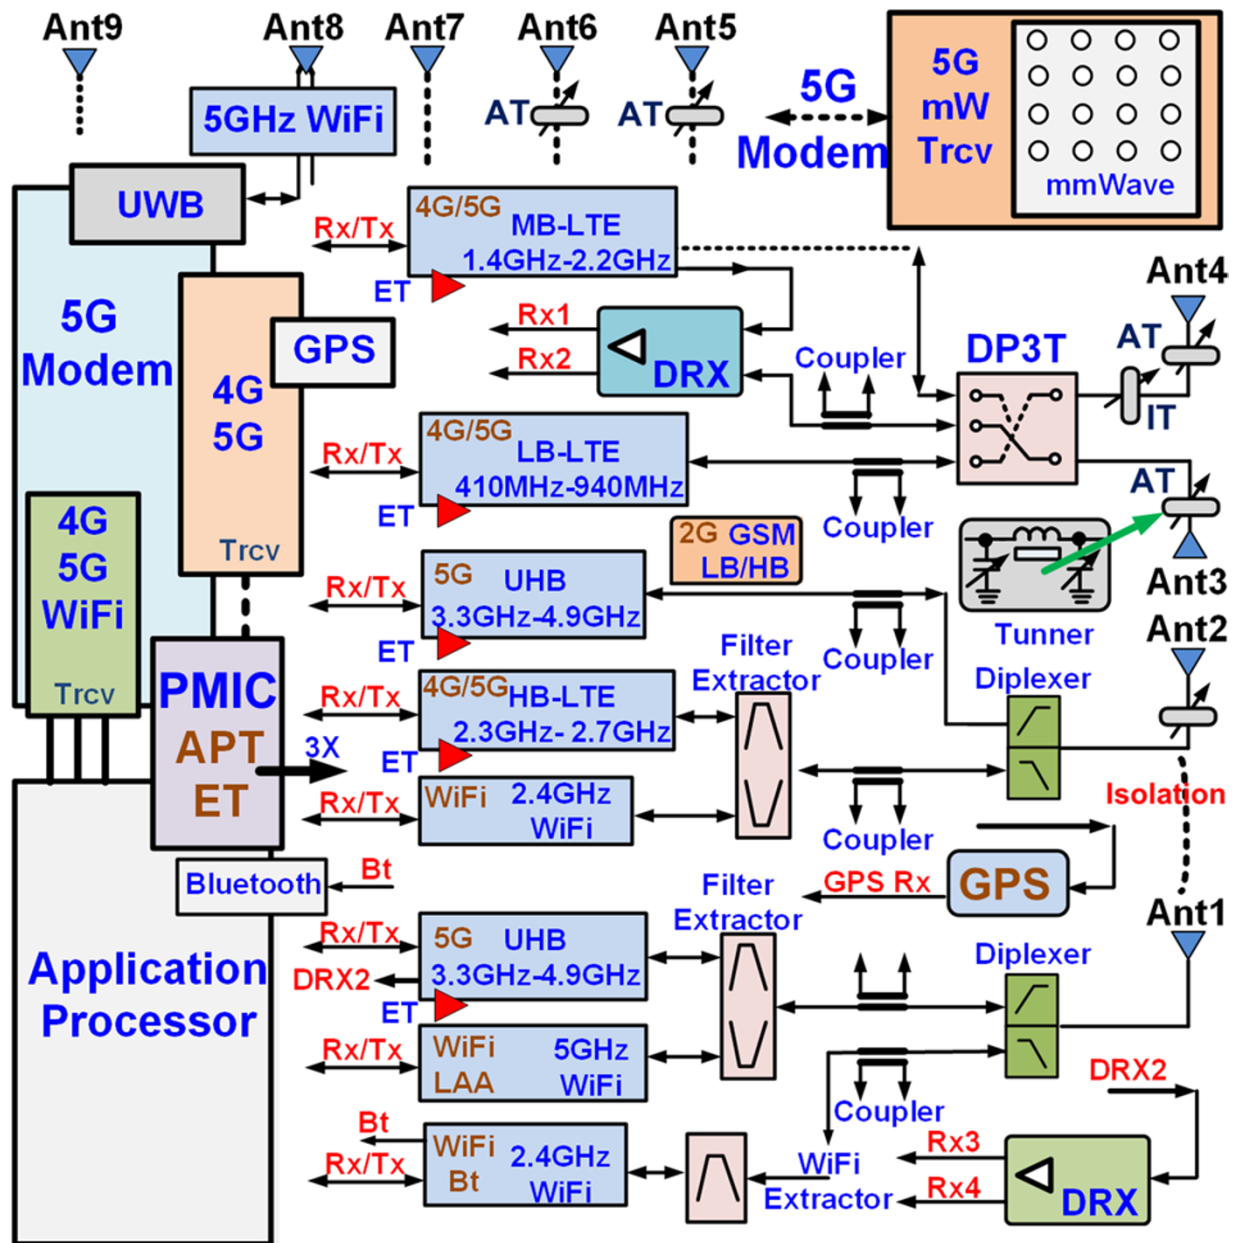 Ant9
Ant8
Ant7
Ant6
Ant5
5GHz WiFi
AT
AT
5G
Modem
5G
mW
Trcv
mmWave
UWB
Rx/Tx
4G/5G
MB-LTE
1.4GHz-2.2GHz
ET
5G
Modem
4G
5G
Trcv
GPS
Rx1
Rx2
DRX
Coupler
DP3T
Ant4
AT
IT
Rx/Tx
4G/5G
LB-LTE
410MHz-940MHz
ET
Coupler
AT
Ant3
Tunner
2G GSM
LB/HB
4G
5G
WiFi
Trcv
Rx/Tx
5G UHB
3.3GHz-4.9GHz
ET
Coupler
Filter
Extractor
Ant2
Diplexer
PMIC
APT
ET
3X
Rx/Tx
4G/5G HB-LTE
2.3GHz- 2.7GHz
ET
Rx/Tx
WiFi 2.4GHz
WiFi
Coupler
Isolation
GPS Rx
GPS
Bluetooth
Bt
Filter
Extractor
Ant1
Diplexer
Application
Processor
Rx/Tx
DRX2
5G UHB
3.3GHz-4.9GHz
ET
Rx/Tx
WiFi 5GHz
LAA WiFi
Coupler
DRX2
Bt
Rx/Tx
WiFi 2.4GHz
Bt WiFi
WiFi
Extractor
Rx3
Rx4
DRX